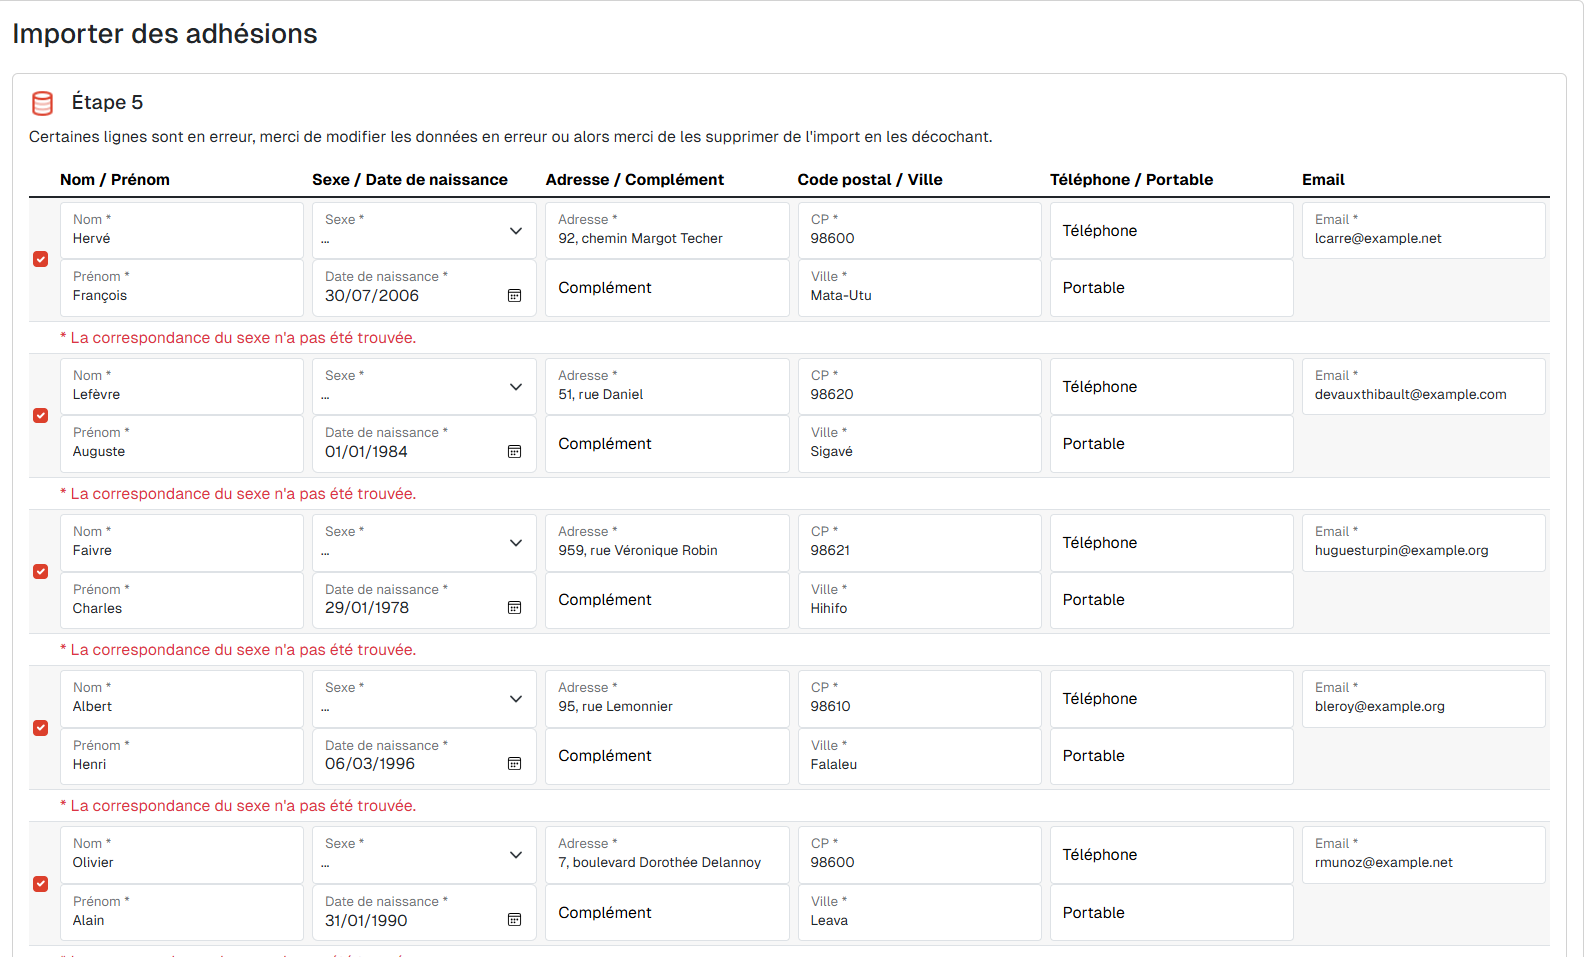 Importer des adhésions
Étape 5
Certaines lignes sont en erreur, merci de modifier les données en erreur ou alors merci de les supprimer de l'import en les décochant.
Nom / Prénom Sexe / Date de naissance Adresse / Complément Code postal / Ville Téléphone / Portable Email
Nom * Sexe * Adresse * CP * Téléphone Email *
Hervé ... 92, chemin Margot Techer 98600 lcarre@example.net
Prénom * Date de naissance * Complément Ville * Portable
François 30/07/2006 Mata-Utu
* La correspondance du sexe n'a pas été trouvée.
Nom * Sexe * Adresse * CP * Téléphone Email *
Lefèvre ... 51, rue Daniel 98620 devauxthibault@example.com
Prénom * Date de naissance * Complément Ville * Portable
Auguste 01/01/1984 Sigavé
* La correspondance du sexe n'a pas été trouvée.
Nom * Sexe * Adresse * CP * Téléphone Email *
Faivre ... 959, rue Véronique Robin 98621 huguesturpin@example.org
Prénom * Date de naissance * Complément Ville * Portable
Charles 29/01/1978 Hihifo
* La correspondance du sexe n'a pas été trouvée.
Nom * Sexe * Adresse * CP * Téléphone Email *
Albert ... 95, rue Lemonnier 98610 bleroy@example.org
Prénom * Date de naissance * Complément Ville * Portable
Henri 06/03/1996 Falaleu
* La correspondance du sexe n'a pas été trouvée.
Nom * Sexe * Adresse * CP * Téléphone Email *
Olivier ... 7, boulevard Dorothée Delannoy 98600 rmunoz@example.net
Prénom * Date de naissance * Complément Ville * Portable
Alain 31/01/1990 Leava